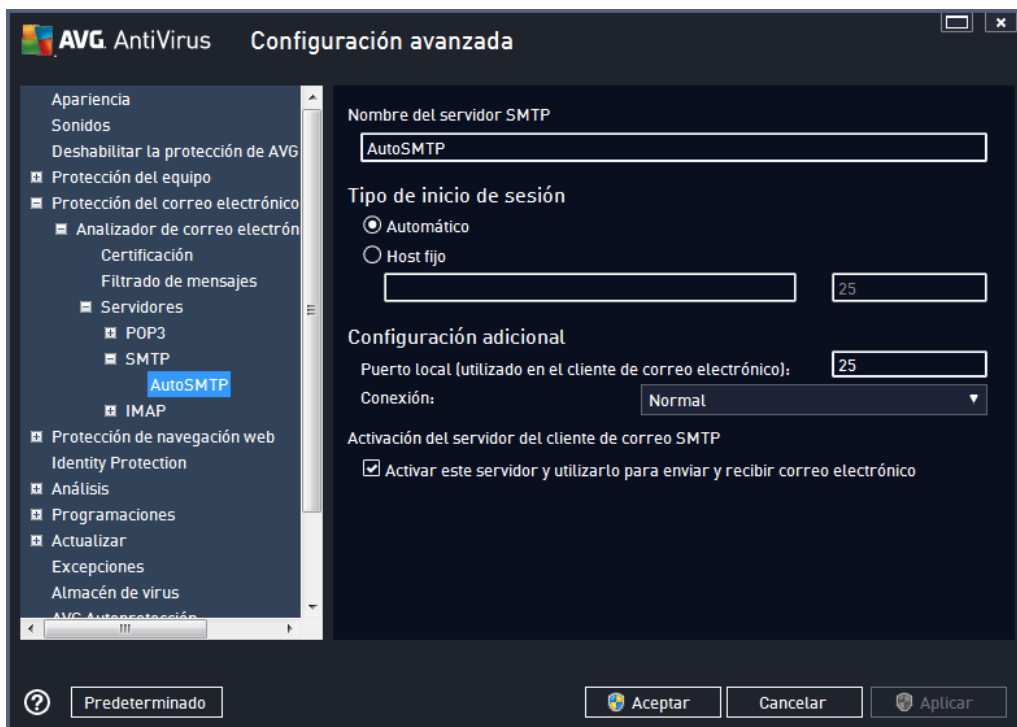 AVG. AntiVirus Configuración avanzada
Apariencia
Sonidos
Deshabilitar la protección de AVG
Protección del equipo
Protección del correo electrónico
Analizador de correo electrón
Certificación
Filtrado de mensajes
Servidores
POP3
SMTP
AutoSMTP
IMAP
Protección de navegación web
Identity Protection
Análisis
Programaciones
Actualizar
Excepciones
Almacén de virus
AVG Autoprotección
Nombre del servidor SMTP
AutoSMTP
Tipo de inicio de sesión
Automático
Host fijo
25
Configuración adicional
Puerto local (utilizado en el cliente de correo electrónico): 25
Conexión: Normal
Activación del servidor del cliente de correo SMTP
Activar este servidor y utilizarlo para enviar y recibir correo electrónico
Predeterminado Aceptar Cancelar Aplicar